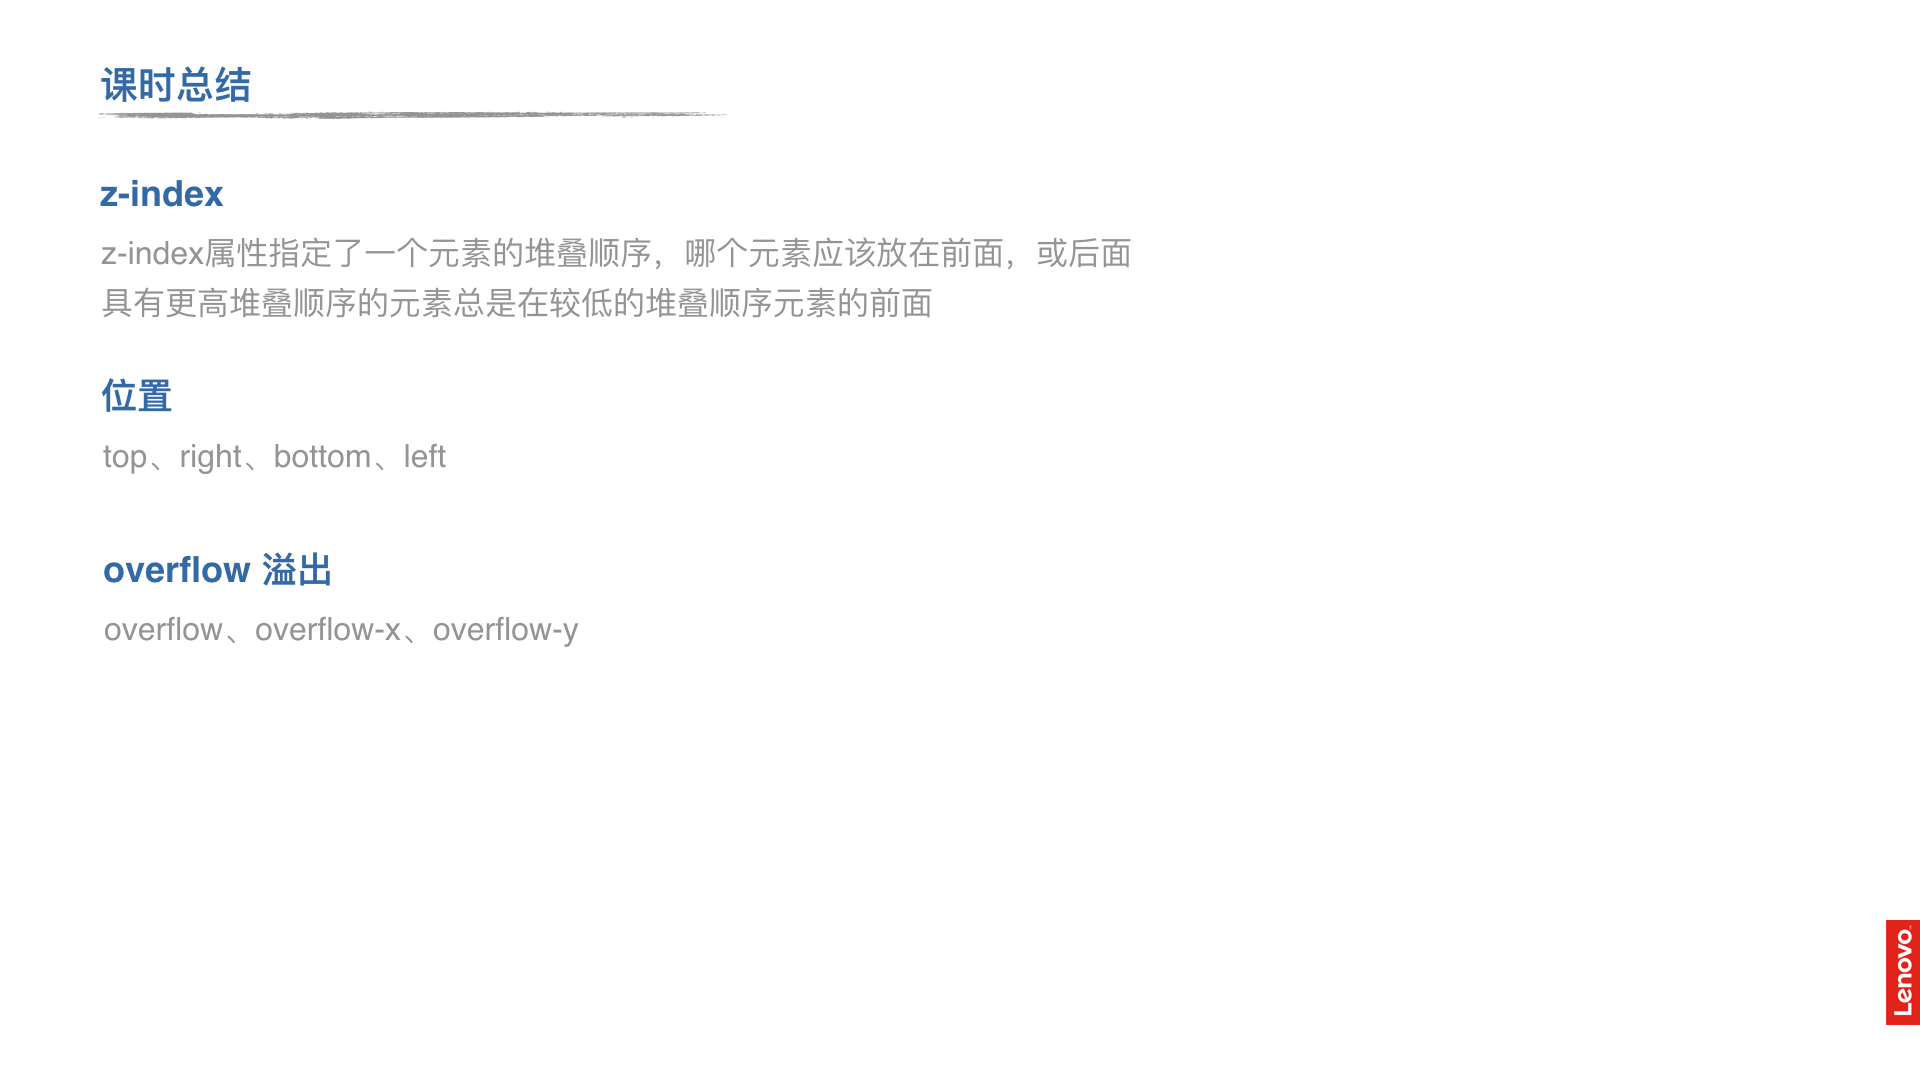 课时总结
z-index
z-index属性指定了一个元素的堆叠顺序，哪个元素应该放在前面，或后面
具有更高堆叠顺序的元素总是在较低的堆叠顺序元素的前面
位置
top、right、bottom、left
overflow 溢出
overflow、overflow-x、overflow-y
Lenovo